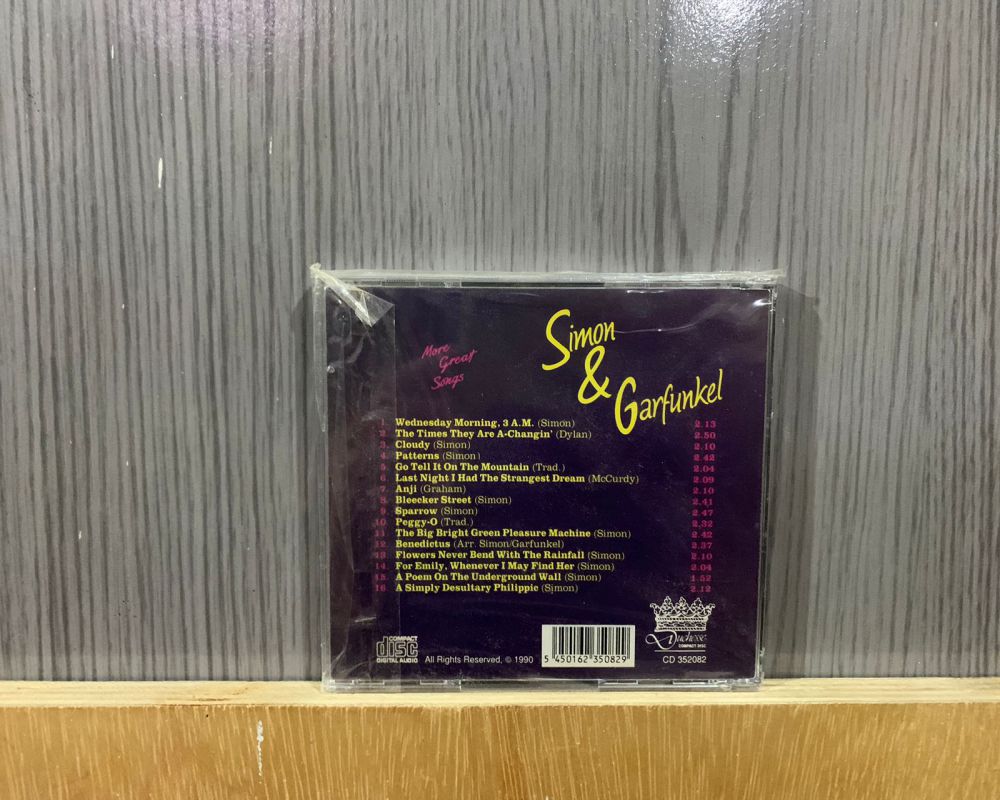 More
Great
Songs
Simon
&
Garfunkel
1. Wednesday Morning, 3 A.M. (Simon) 2.13
2. The Times They Are A-Changin' (Dylan) 2.50
3. Cloudy (Simon) 2.10
4. Patterns (Simon) 2.42
5. Go Tell It On The Mountain (Trad.) 2.04
6. Last Night I Had The Strangest Dream (McCurdy) 2.09
7. Anji (Graham) 2.10
8. Bleecker Street (Simon) 2.41
9. Sparrow (Simon) 2.47
10. Peggy-O (Trad.) 2.32
11. The Big Bright Green Pleasure Machine (Simon) 2.42
12. Benedictus (Arr. Simon/Garfunkel) 2.37
13. Flowers Never Bend With The Rainfall (Simon) 2.10
14. For Emily, Whenever I May Find Her (Simon) 2.04
15. A Poem On The Underground Wall (Simon) 1.52
16. A Simply Desultary Philippic (Simon) 2.12
COMPACT
disc
DIGITAL AUDIO
All Rights Reserved, © 1990
5 450162 350829
Duchesse
COMPACT DISC
CD 352082